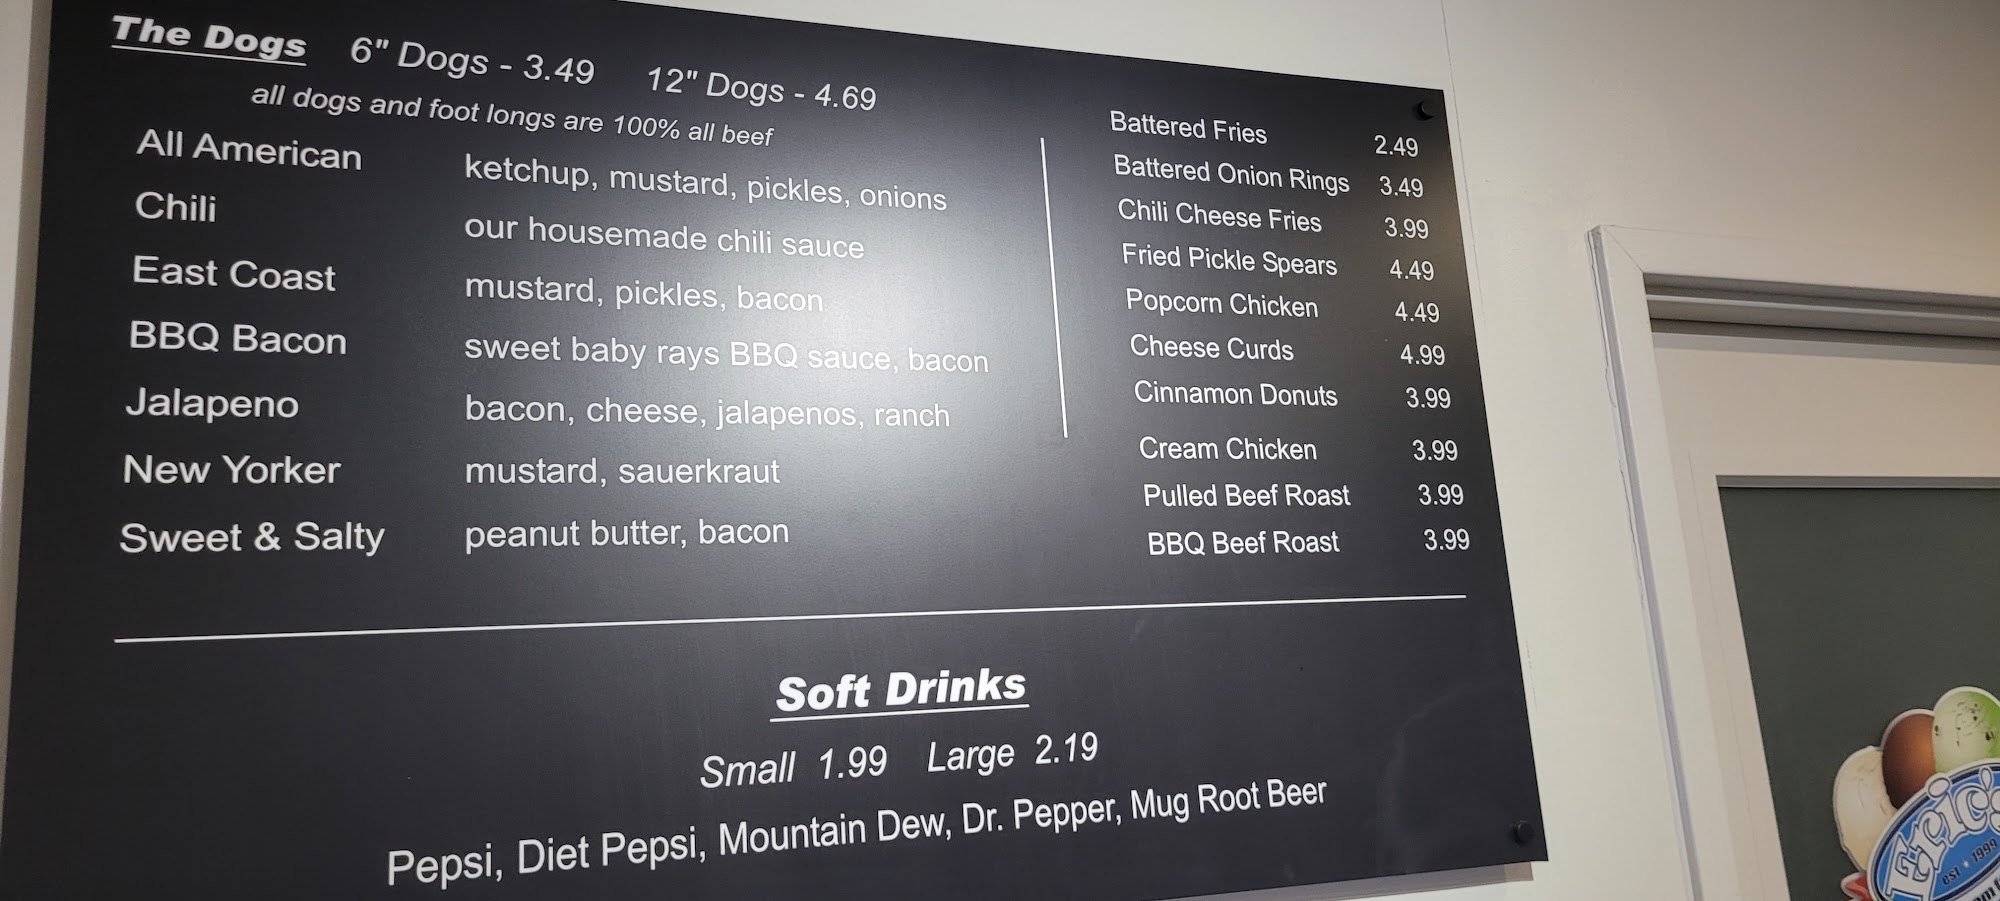 The Dogs 6" Dogs - 3.49 12" Dogs - 4.69
all dogs and foot longs are 100% all beef
All American ketchup, mustard, pickles, onions
Chili our housemade chili sauce
East Coast mustard, pickles, bacon
BBQ Bacon sweet baby rays BBQ sauce, bacon
Jalapeno bacon, cheese, jalapenos, ranch
New Yorker mustard, sauerkraut
Sweet & Salty peanut butter, bacon
Battered Fries 2.49
Battered Onion Rings 3.49
Chili Cheese Fries 3.99
Fried Pickle Spears 4.49
Popcorn Chicken 4.49
Cheese Curds 4.99
Cinnamon Donuts 3.99
Cream Chicken 3.99
Pulled Beef Roast 3.99
BBQ Beef Roast 3.99
Soft Drinks
Small 1.99 Large 2.19
Pepsi, Diet Pepsi, Mountain Dew, Dr. Pepper, Mug Root Beer
Eric's
est • 1999